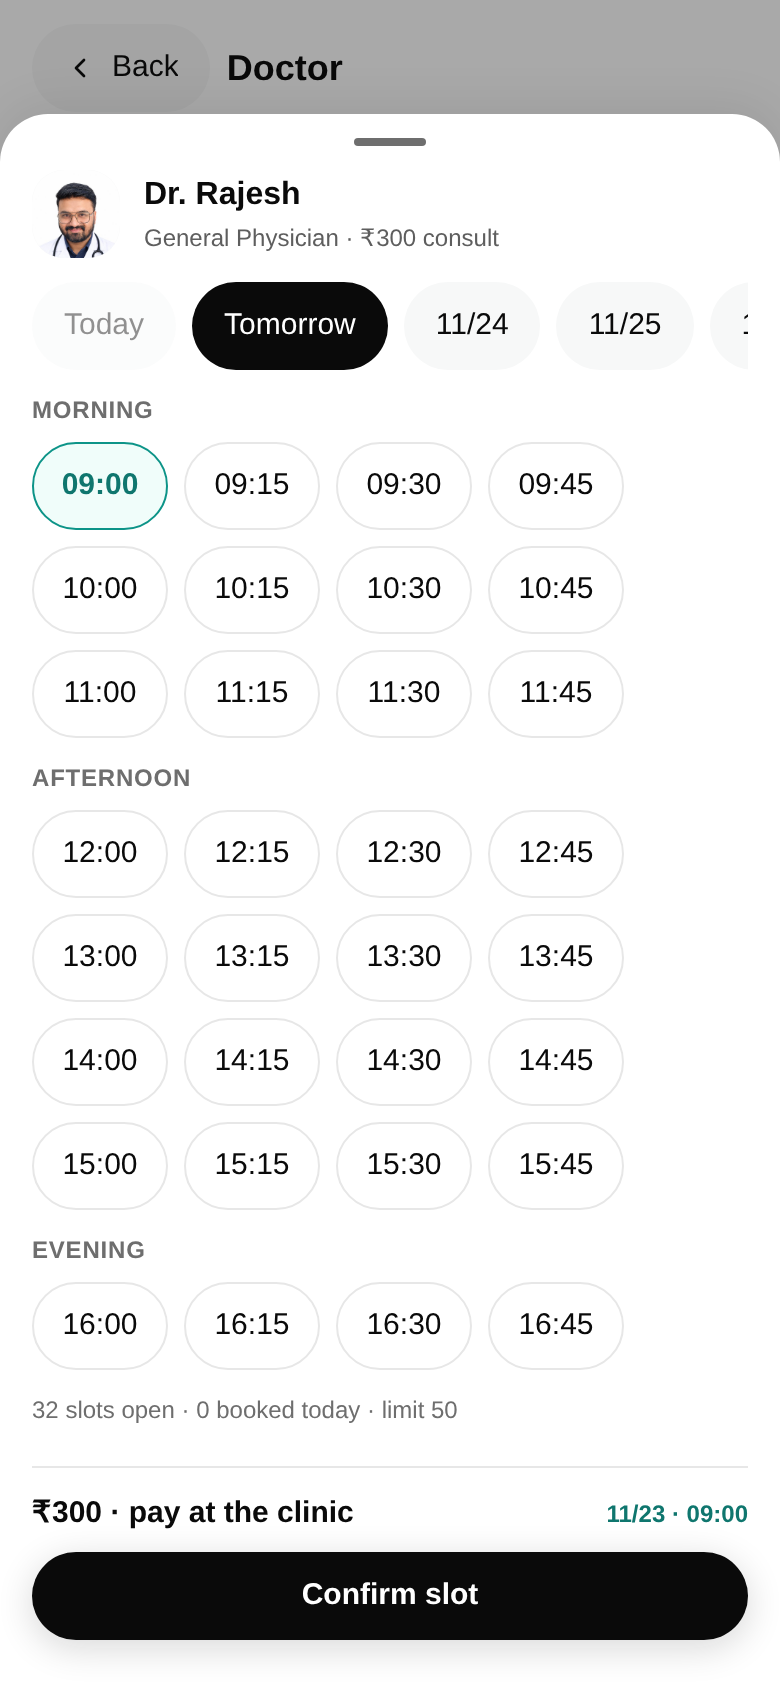 Back Doctor
Dr. Rajesh
General Physician · ₹300 consult
Today Tomorrow 11/24 11/25
MORNING
09:00 09:15 09:30 09:45
10:00 10:15 10:30 10:45
11:00 11:15 11:30 11:45
AFTERNOON
12:00 12:15 12:30 12:45
13:00 13:15 13:30 13:45
14:00 14:15 14:30 14:45
15:00 15:15 15:30 15:45
EVENING
16:00 16:15 16:30 16:45
32 slots open · 0 booked today · limit 50
₹300 · pay at the clinic 11/23 · 09:00
Confirm slot